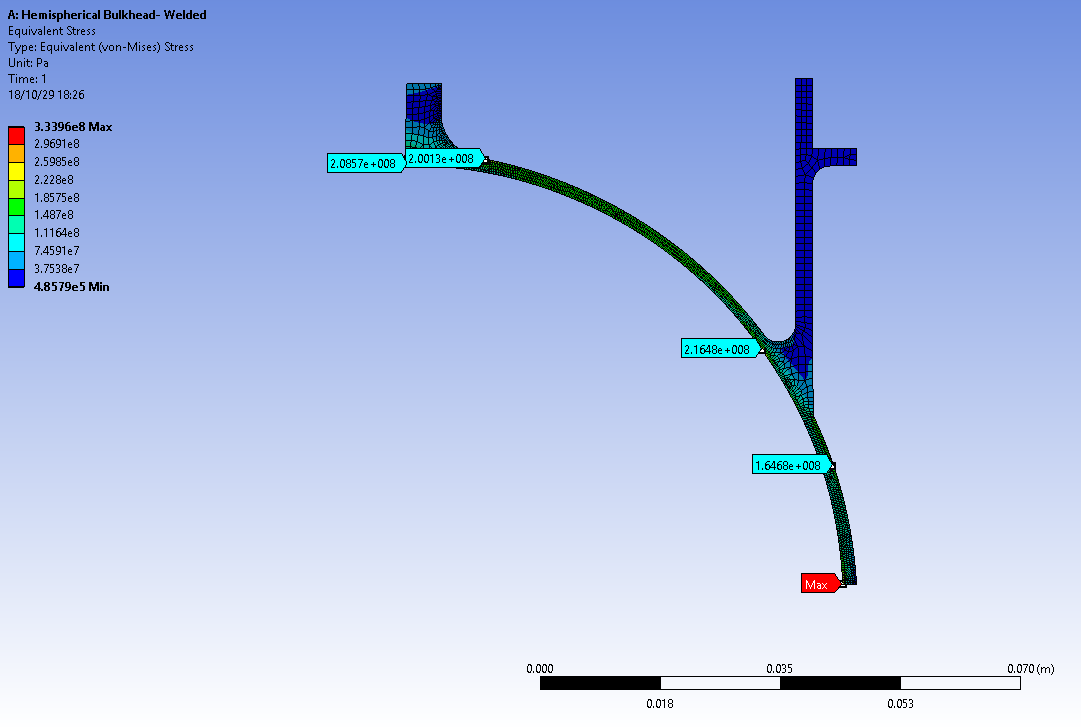 A: Hemispherical Bulkhead- Welded
Equivalent Stress
Type: Equivalent (von-Mises) Stress
Unit: Pa
Time: 1
18/10/29 18:26
3.3396e8 Max
2.9691e8
2.5985e8
2.228e8
1.8575e8
1.487e8
1.1164e8
7.4591e7
3.7538e7
4.8579e5 Min
2.0857e+008
2.0013e+008
2.1648e+008
1.6468e+008
Max
0.000
0.035
0.070 (m)
0.018
0.053